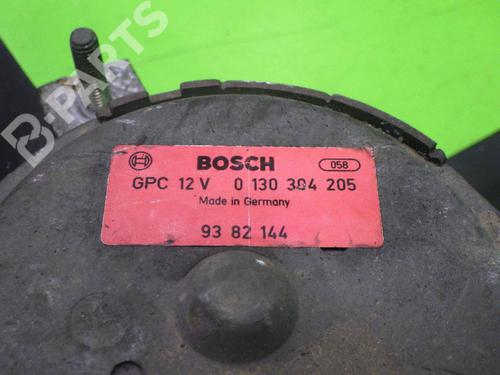 B-PARTS
BOSCH 058
GPC 12 V 0 130 304 205
Made in Germany
93 82 144